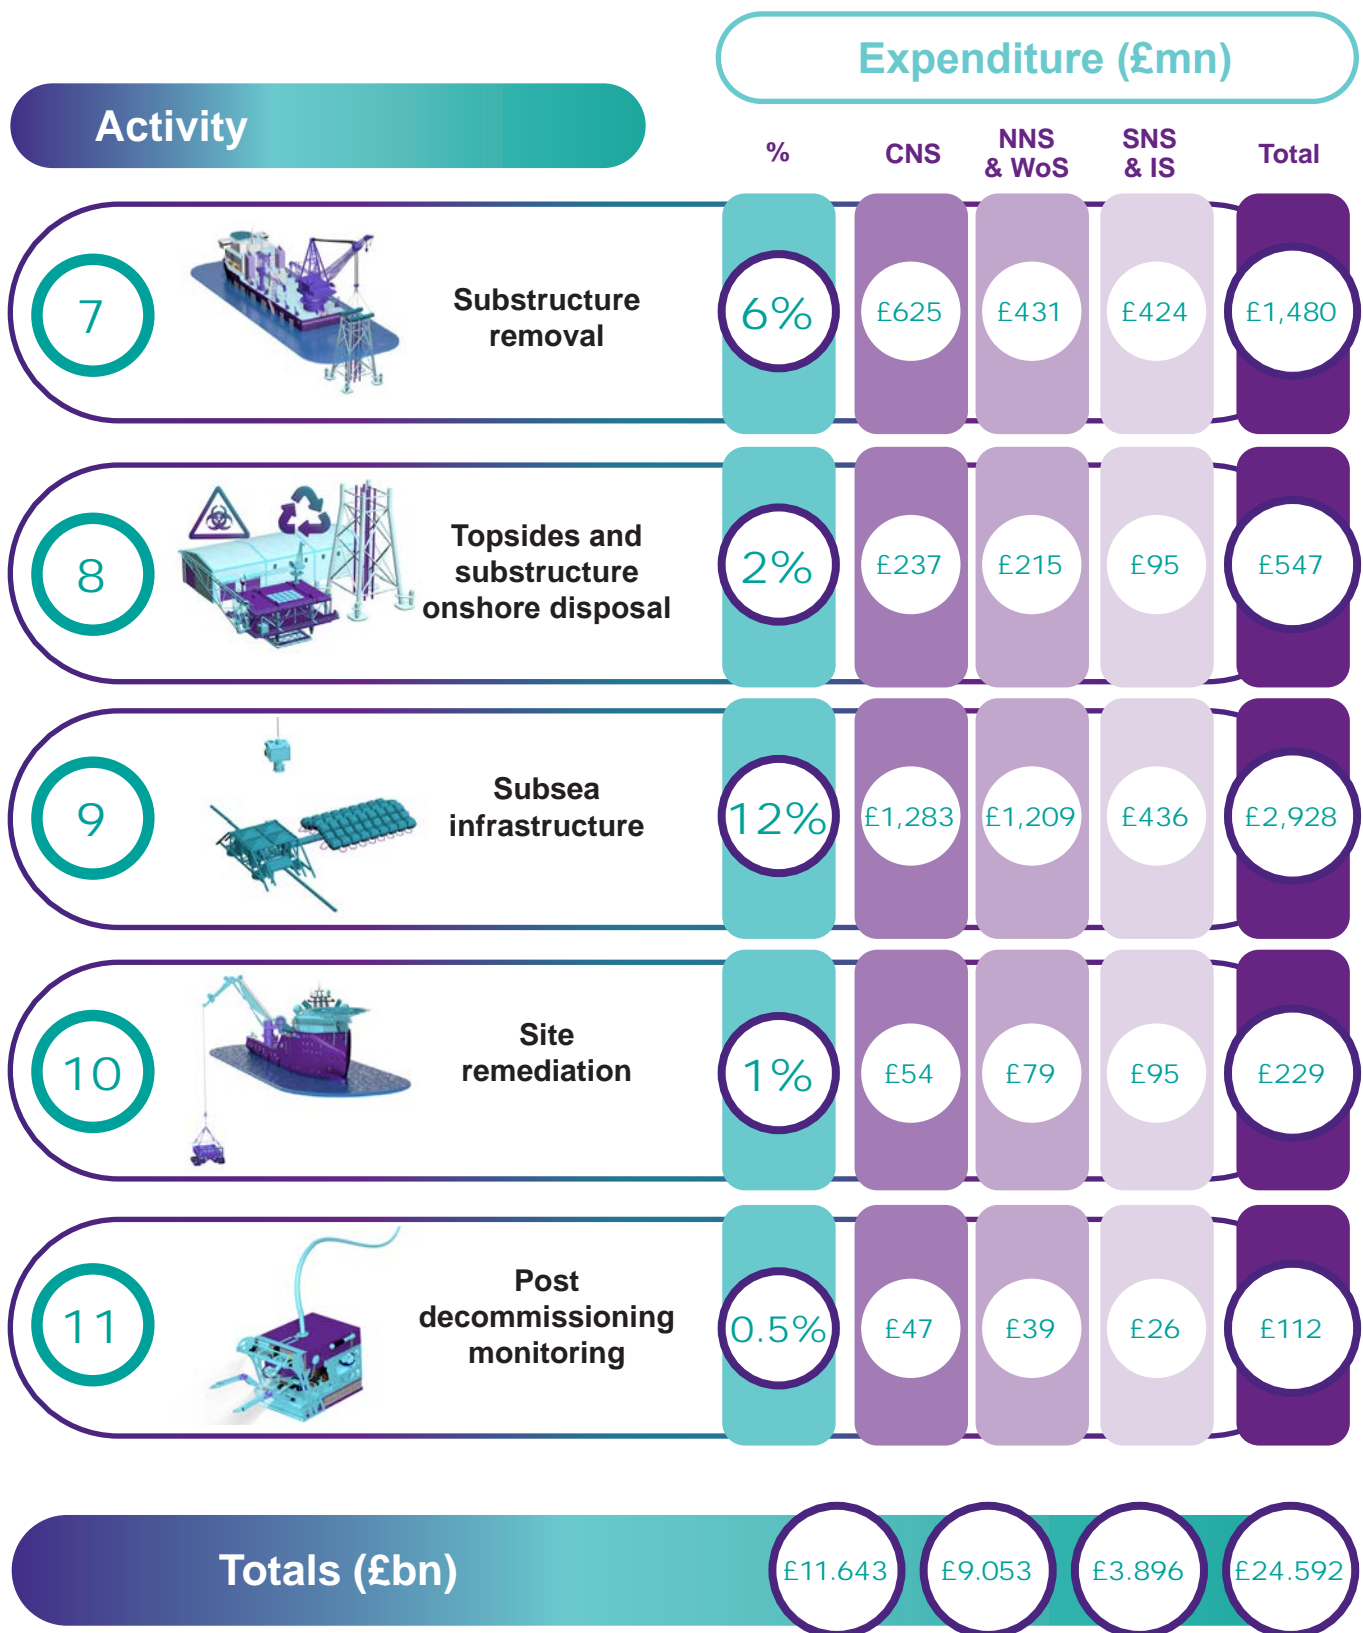 Expenditure (£mn)
Activity
%
CNS
NNS
& WoS
SNS
& IS
Total
7
Substructure
removal
6%
£625
£431
£424
£1,480
8
Topsides and
substructure
onshore disposal
2%
£237
£215
£95
£547
9
Subsea
infrastructure
12%
£1,283
£1,209
£436
£2,928
10
Site
remediation
1%
£54
£79
£95
£229
11
Post
decommissioning
monitoring
0.5%
£47
£39
£26
£112
Totals (£bn)
£11.643
£9.053
£3.896
£24.592